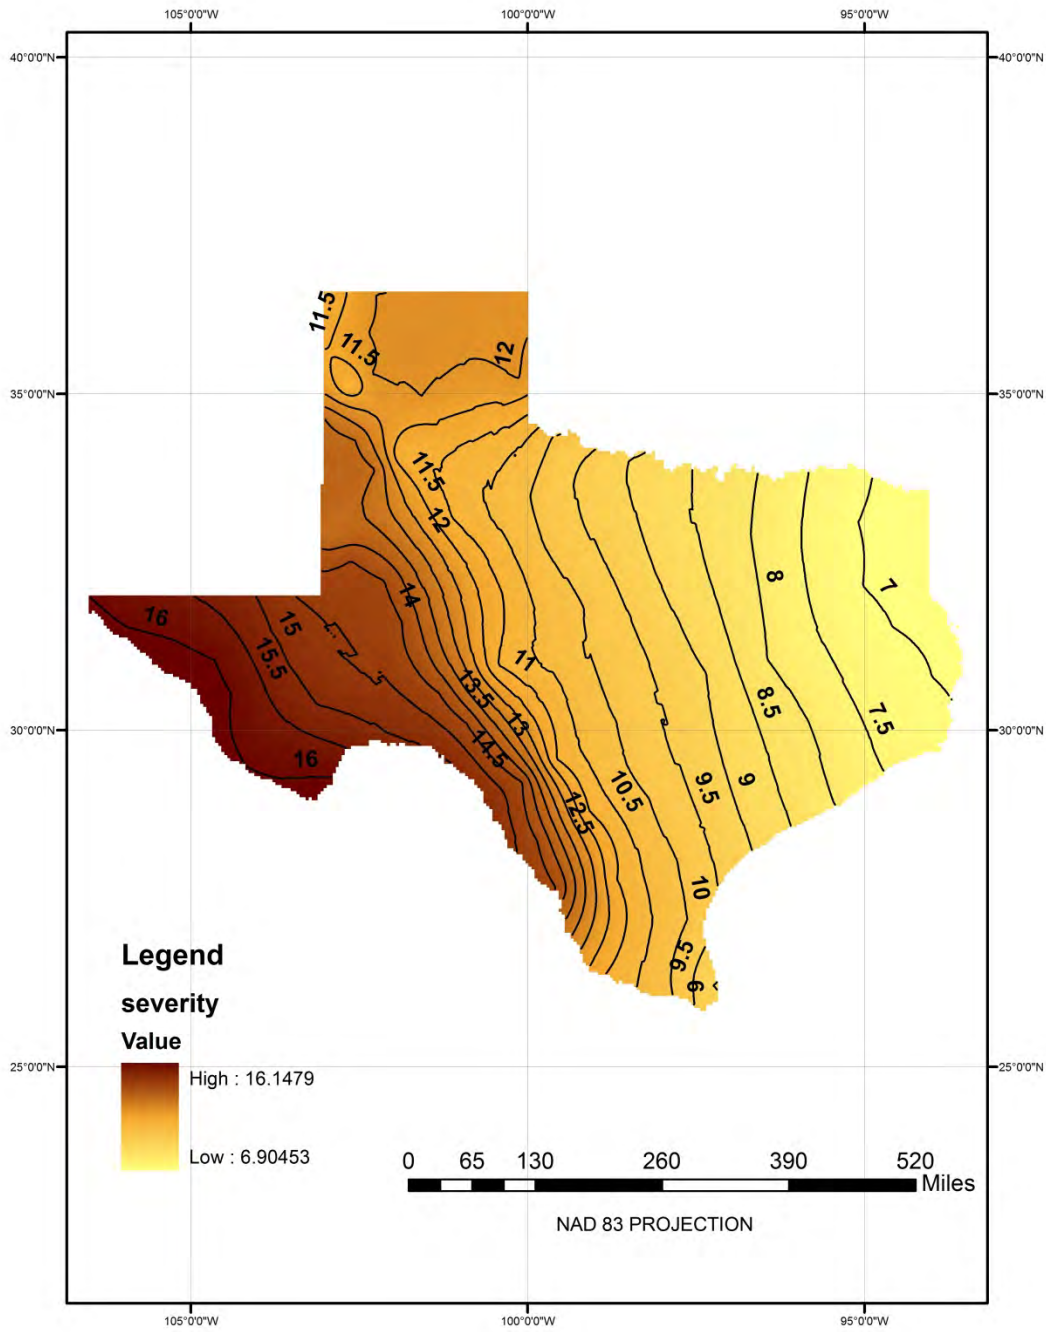 105°0'0"W 100°0'0"W 95°0'0"W
40°0'0"N 40°0'0"N
11.5
11.5
12
35°0'0"N 35°0'0"N
11.5
12
14
8
7
16
15
15.5
11
13.5
8.5
13
7.5
30°0'0"N 30°0'0"N
14.5
16
10.5
9.5
9
12.5
10
9.5
9
Legend
severity
Value
High : 16.1479
Low : 6.90453
25°0'0"N 25°0'0"N
0 65 130 260 390 520
Miles
NAD 83 PROJECTION
105°0'0"W 100°0'0"W 95°0'0"W